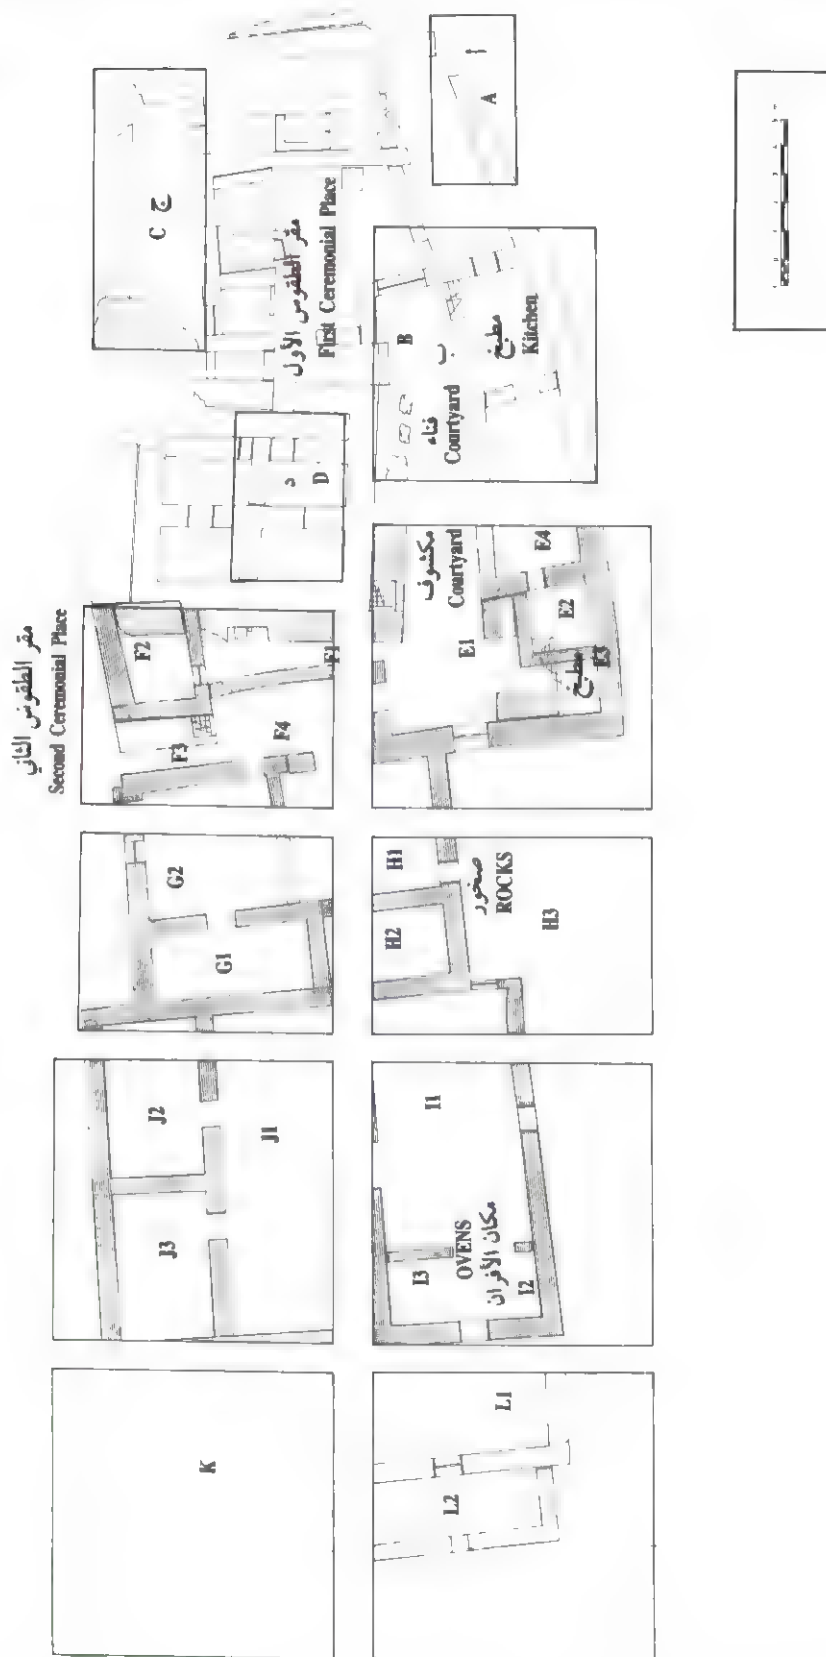 مقر الطقوس الثاني
Second Ceremonial Place
ج C
أ
A
مقر الطقوس الأول
First Ceremonial Place
B
ب
فناء
Courtyard
مطبخ
Kitchen
د
D
F2
F3
F1
F4
مكشوف
Courtyard
E1
E4
E2
مطبخ
E3
G2
G1
H1
H2
صخور
ROCKS
H3
J2
J3
J1
I1
I3
OVENS
مكان الأفران
I2
K
L1
L2